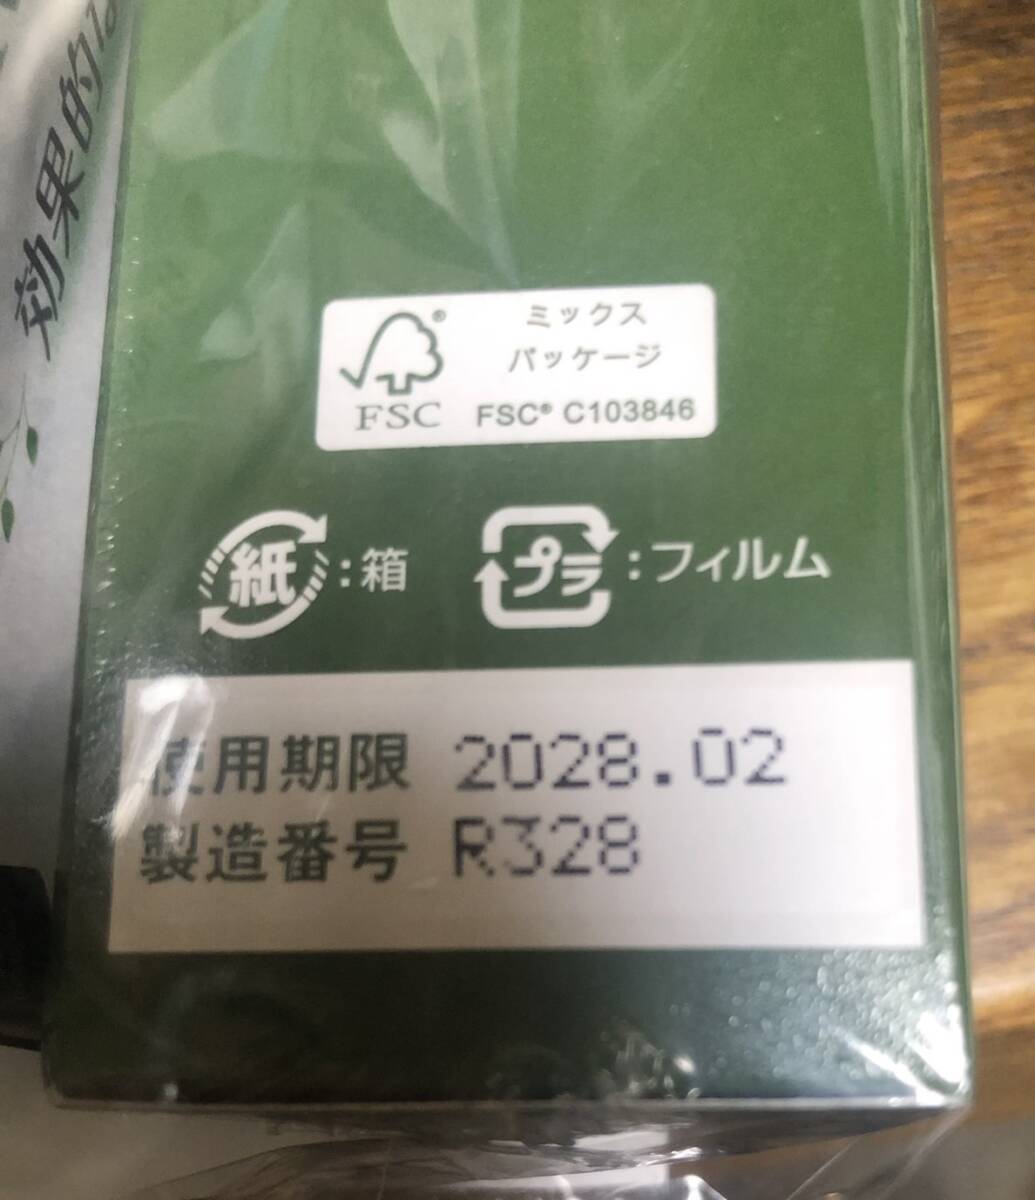 効果的に
ミックス
パッケージ
FSC® C103846
FSC
紙:箱
プラ:フィルム
使用期限 2028.02
製造番号 R328